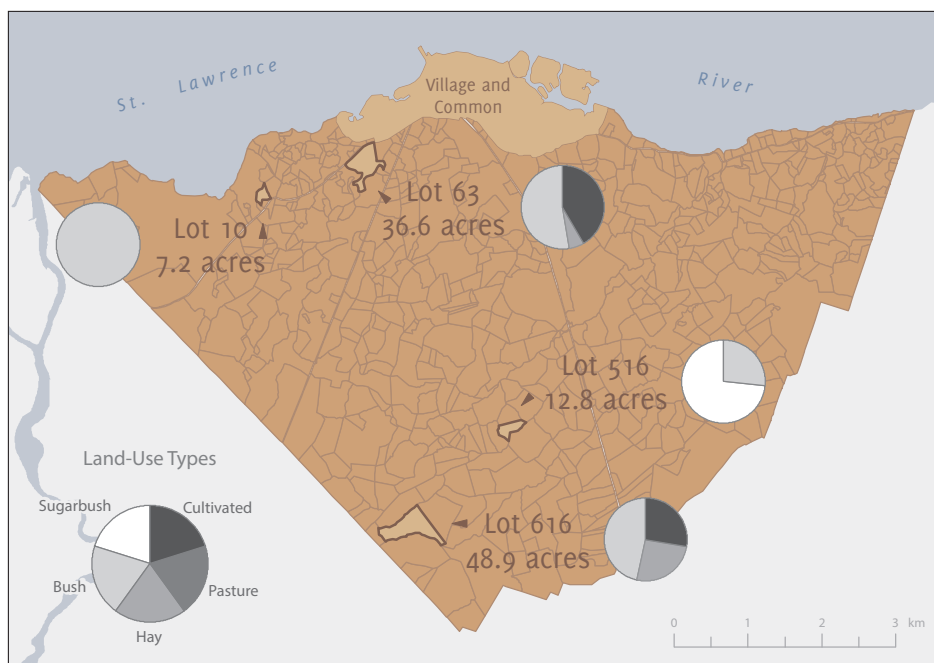 St. Lawrence
River
Village and
Common
Lot 63
36.6 acres
Lot 10
7.2 acres
Lot 516
12.8 acres
Lot 616
48.9 acres
Land-Use Types
Sugarbush
Cultivated
Bush
Pasture
Hay
0 1 2 3 km